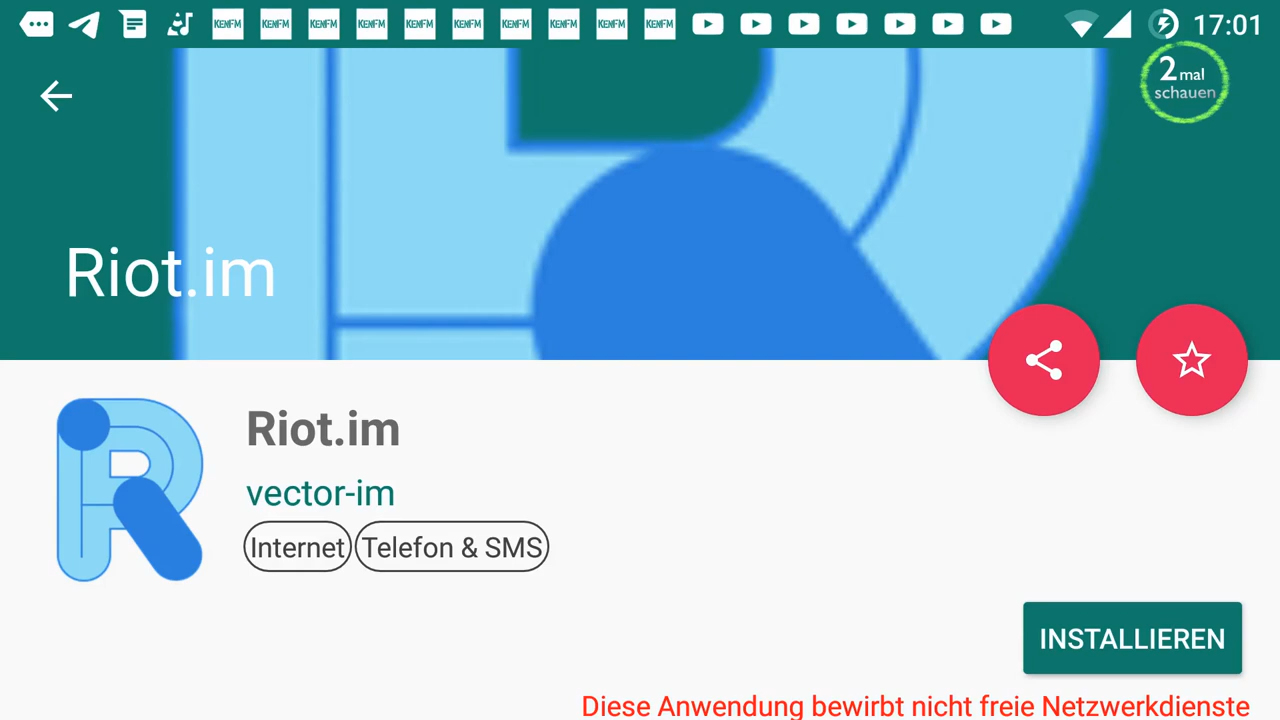 KENFM KENFM KENFM KENFM KENFM KENFM KENFM KENFM KENFM KENFM 17:01
2 mal
schauen
Riot.im
Riot.im
vector-im
Internet Telefon & SMS
INSTALLIEREN
Diese Anwendung bewirbt nicht freie Netzwerkdienste